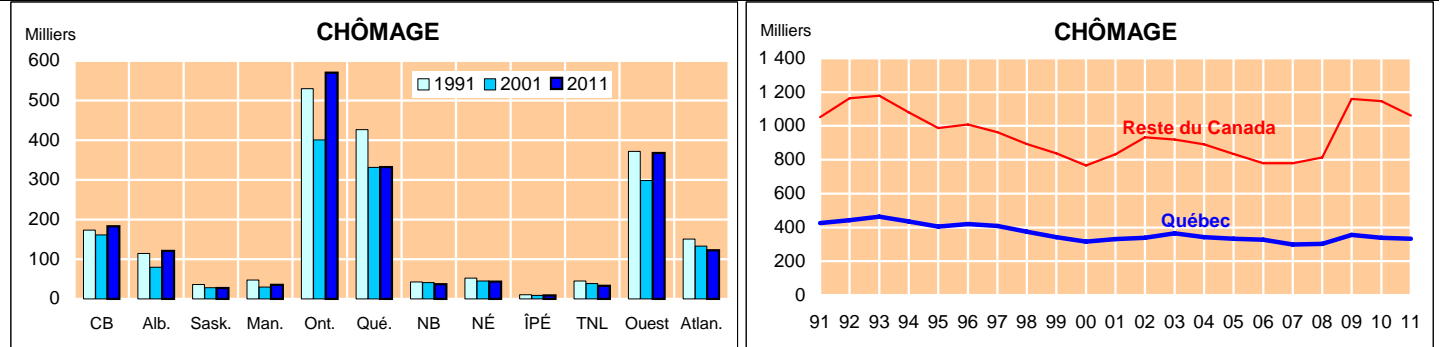 CHÔMAGE
Milliers
600
500
400
300
200
100
0
1991 2001 2011
CB Alb. Sask. Man. Ont. Qué. NB NÉ ÎPÉ TNL Ouest Atlan.
CHÔMAGE
Milliers
1 400
1 200
1 000
800
600
400
200
0
Reste du Canada
Québec
91 92 93 94 95 96 97 98 99 00 01 02 03 04 05 06 07 08 09 10 11